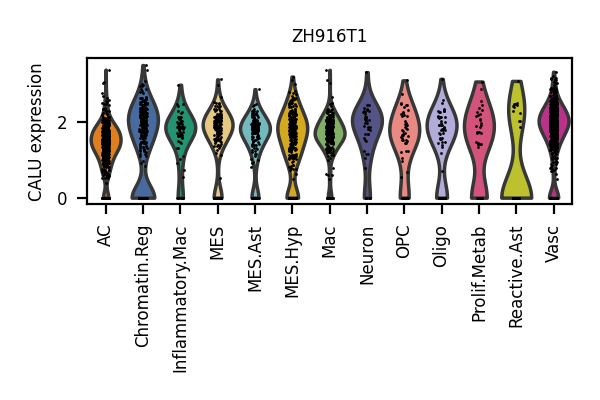 ZH916T1
CALU expression
2
0
AC
Chromatin.Reg
Inflammatory.Mac
MES
MES.Ast
MES.Hyp
Mac
Neuron
OPC
Oligo
Prolif.Metab
Reactive.Ast
Vasc